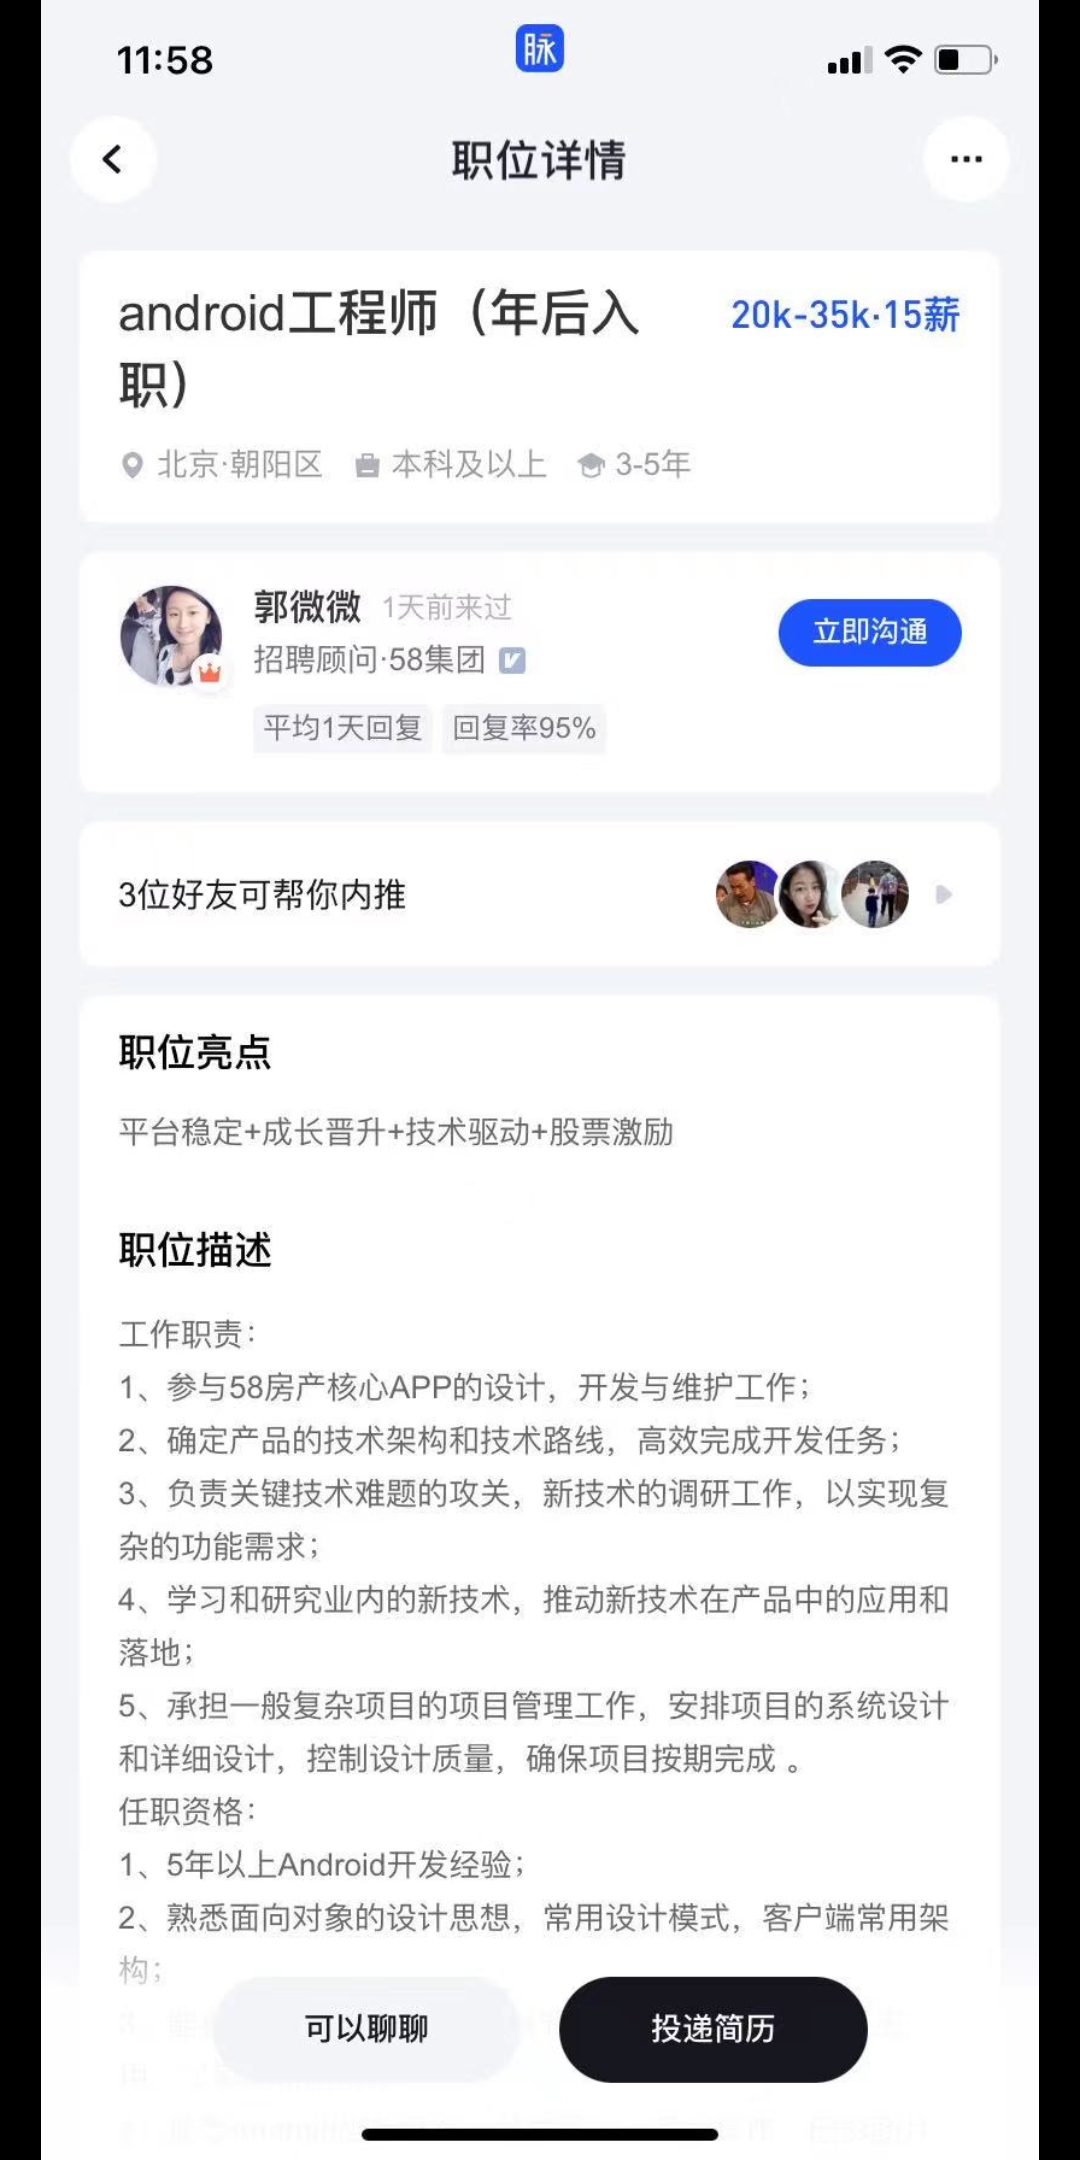 11:58
脉
职位详情
android工程师（年后入
职）
20k-35k·15薪
北京·朝阳区 本科及以上 3-5年
郭微微 1天前来过
招聘顾问·58集团
立即沟通
平均1天回复 回复率95%
3位好友可帮你内推
职位亮点
平台稳定+成长晋升+技术驱动+股票激励
职位描述
工作职责：
1、参与58房产核心APP的设计，开发与维护工作；
2、确定产品的技术架构和技术路线，高效完成开发任务；
3、负责关键技术难题的攻关，新技术的调研工作，以实现复
杂的功能需求；
4、学习和研究业内的新技术，推动新技术在产品中的应用和
落地；
5、承担一般复杂项目的项目管理工作，安排项目的系统设计
和详细设计，控制设计质量，确保项目按期完成 。
任职资格：
1、5年以上Android开发经验；
2、熟悉面向对象的设计思想，常用设计模式，客户端常用架
构；
可以聊聊 投递简历